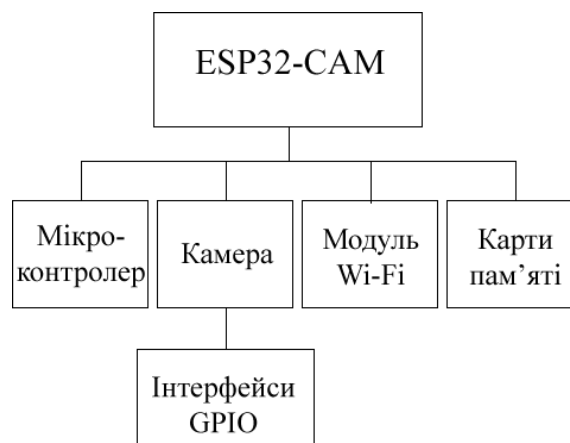 ESP32-CAM
Мікро-
контролер
Камера
Модуль
Wi-Fi
Карти
пам’яті
Інтерфейси
GPIO